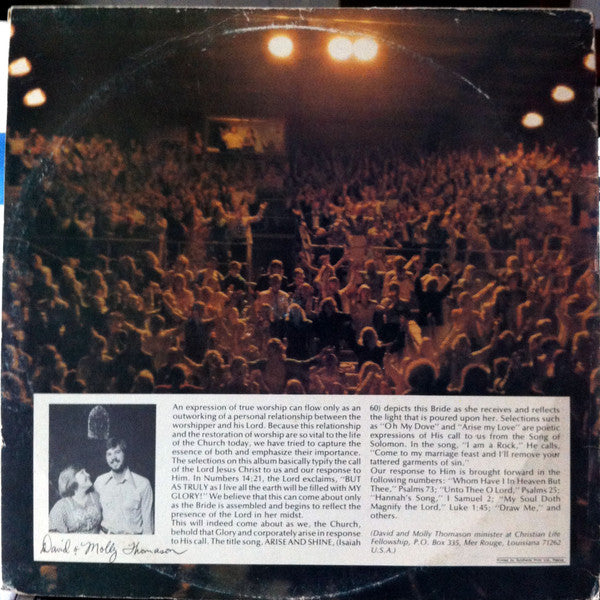 An expression of true worship can flow only as an
outworking of a personal relationship between the
worshipper and his Lord. Because this relationship
and the restoration of worship are so vital to the life
of the Church today, we have tried to capture the
essence of both and emphasize their importance.
The selections on this album basically typify the call
of the Lord Jesus Christ to us and our response to
Him. In Numbers 14:21, the Lord exclaims, "BUT
AS TRULY as I live all the earth will be filled with MY
GLORY!" We believe that this can come about only
as the Bride is assembled and begins to reflect the
presence of the Lord in her midst.
This will indeed come about as we, the Church,
behold that Glory and corporately arise in response
to His call. The title song, ARISE AND SHINE, (Isaiah
60) depicts this Bride as she receives and reflects
the light that is poured upon her. Selections such
as "Oh My Dove" and "Arise my Love" are poetic
expressions of His call to us from the Song of
Solomon. In the song, "I am a Rock," He calls,
"Come to my marriage feast and I'll remove your
tattered garments of sin."
Our response to Him is brought forward in the
following numbers: "Whom Have I In Heaven But
Thee," Psalms 73; "Unto Thee O Lord," Psalms 25;
"Hannah's Song," I Samuel 2; "My Soul Doth
Magnify the Lord," Luke 1:45; "Draw Me," and
others.
(David and Molly Thomason minister at Christian Life
Fellowship, P.O. Box 335, Mer Rouge, Louisiana 71262
U.S.A.)
David & Molly Thomason